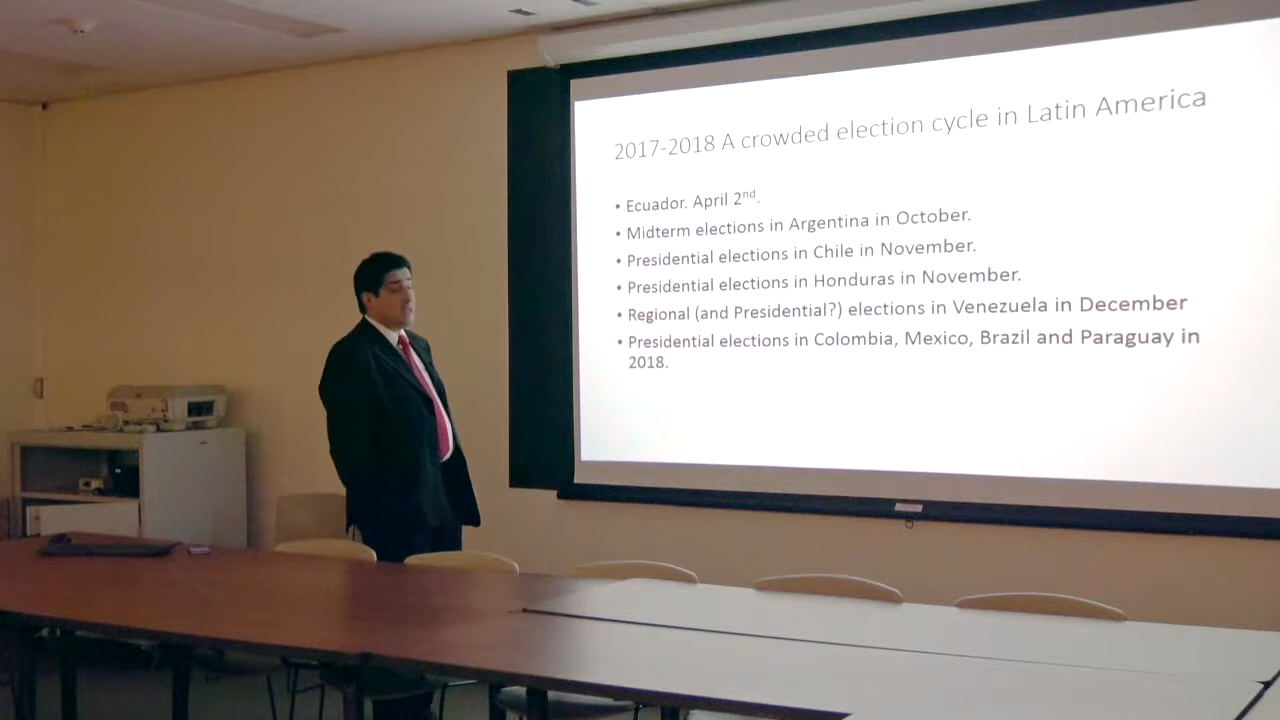 2017-2018 A crowded election cycle in Latin America
• Ecuador. April 2nd.
• Midterm elections in Argentina in October.
• Presidential elections in Chile in November.
• Presidential elections in Honduras in November.
• Regional (and Presidential?) elections in Venezuela in December
• Presidential elections in Colombia, Mexico, Brazil and Paraguay in
2018.